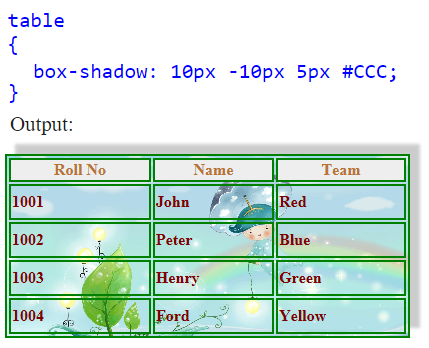 table
{
box-shadow: 10px -10px 5px #CCC;
}
Output:
Roll No Name Team
1001 John Red
1002 Peter Blue
1003 Henry Green
1004 Ford Yellow